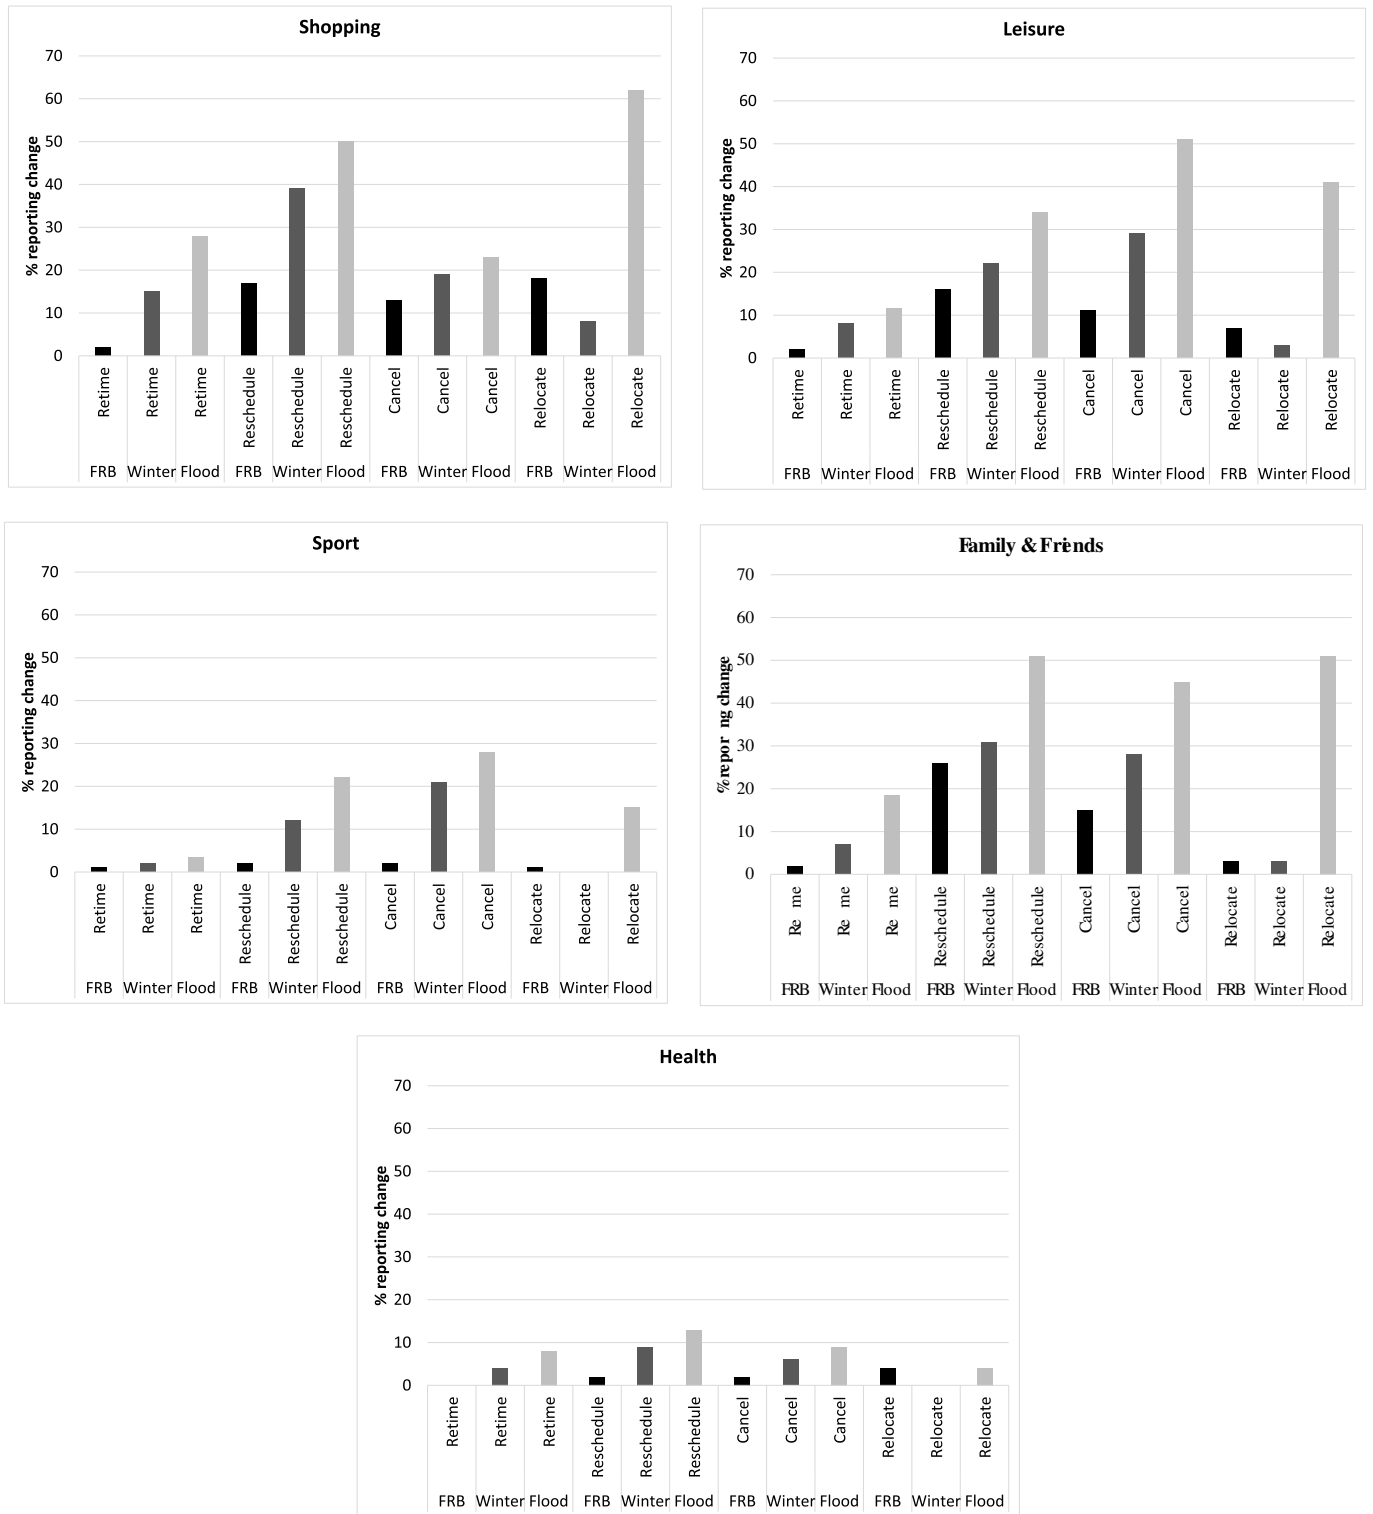 Shopping
% reporting change
70
60
50
40
30
20
10
0
Retime Retime Retime Reschedule Reschedule Reschedule Cancel Cancel Cancel Relocate Relocate Relocate
FRB Winter Flood FRB Winter Flood FRB Winter Flood FRB Winter Flood
Leisure
% reporting change
70
60
50
40
30
20
10
0
Retime Retime Retime Reschedule Reschedule Reschedule Cancel Cancel Cancel Relocate Relocate Relocate
FRB Winter Flood FRB Winter Flood FRB Winter Flood FRB Winter Flood
Sport
% reporting change
70
60
50
40
30
20
10
0
Retime Retime Retime Reschedule Reschedule Reschedule Cancel Cancel Cancel Relocate Relocate Relocate
FRB Winter Flood FRB Winter Flood FRB Winter Flood FRB Winter Flood
Family & Friends
% repor ng change
70
60
50
40
30
20
10
0
Re me Re me Re me Reschedule Reschedule Reschedule Cancel Cancel Cancel Relocate Relocate Relocate
FRB Winter Flood FRB Winter Flood FRB Winter Flood FRB Winter Flood
Health
% reporting change
70
60
50
40
30
20
10
0
Retime Retime Retime Reschedule Reschedule Reschedule Cancel Cancel Cancel Relocate Relocate Relocate
FRB Winter Flood FRB Winter Flood FRB Winter Flood FRB Winter Flood